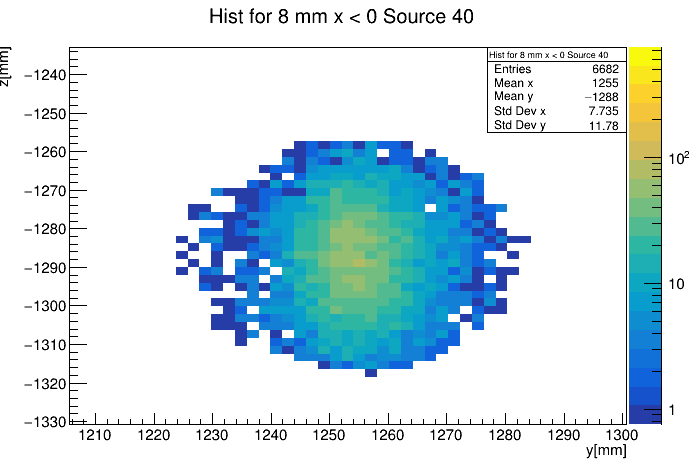 Hist for 8 mm x < 0 Source 40
z[mm]
Hist for 8 mm x < 0 Source 40
Entries 6682
Mean x 1255
Mean y −1288
Std Dev x 7.735
Std Dev y 11.78
−1240
−1250
−1260
−1270
−1280
−1290
−1300
−1310
−1320
−1330
10²
10
1
1210 1220 1230 1240 1250 1260 1270 1280 1290 1300
y[mm]